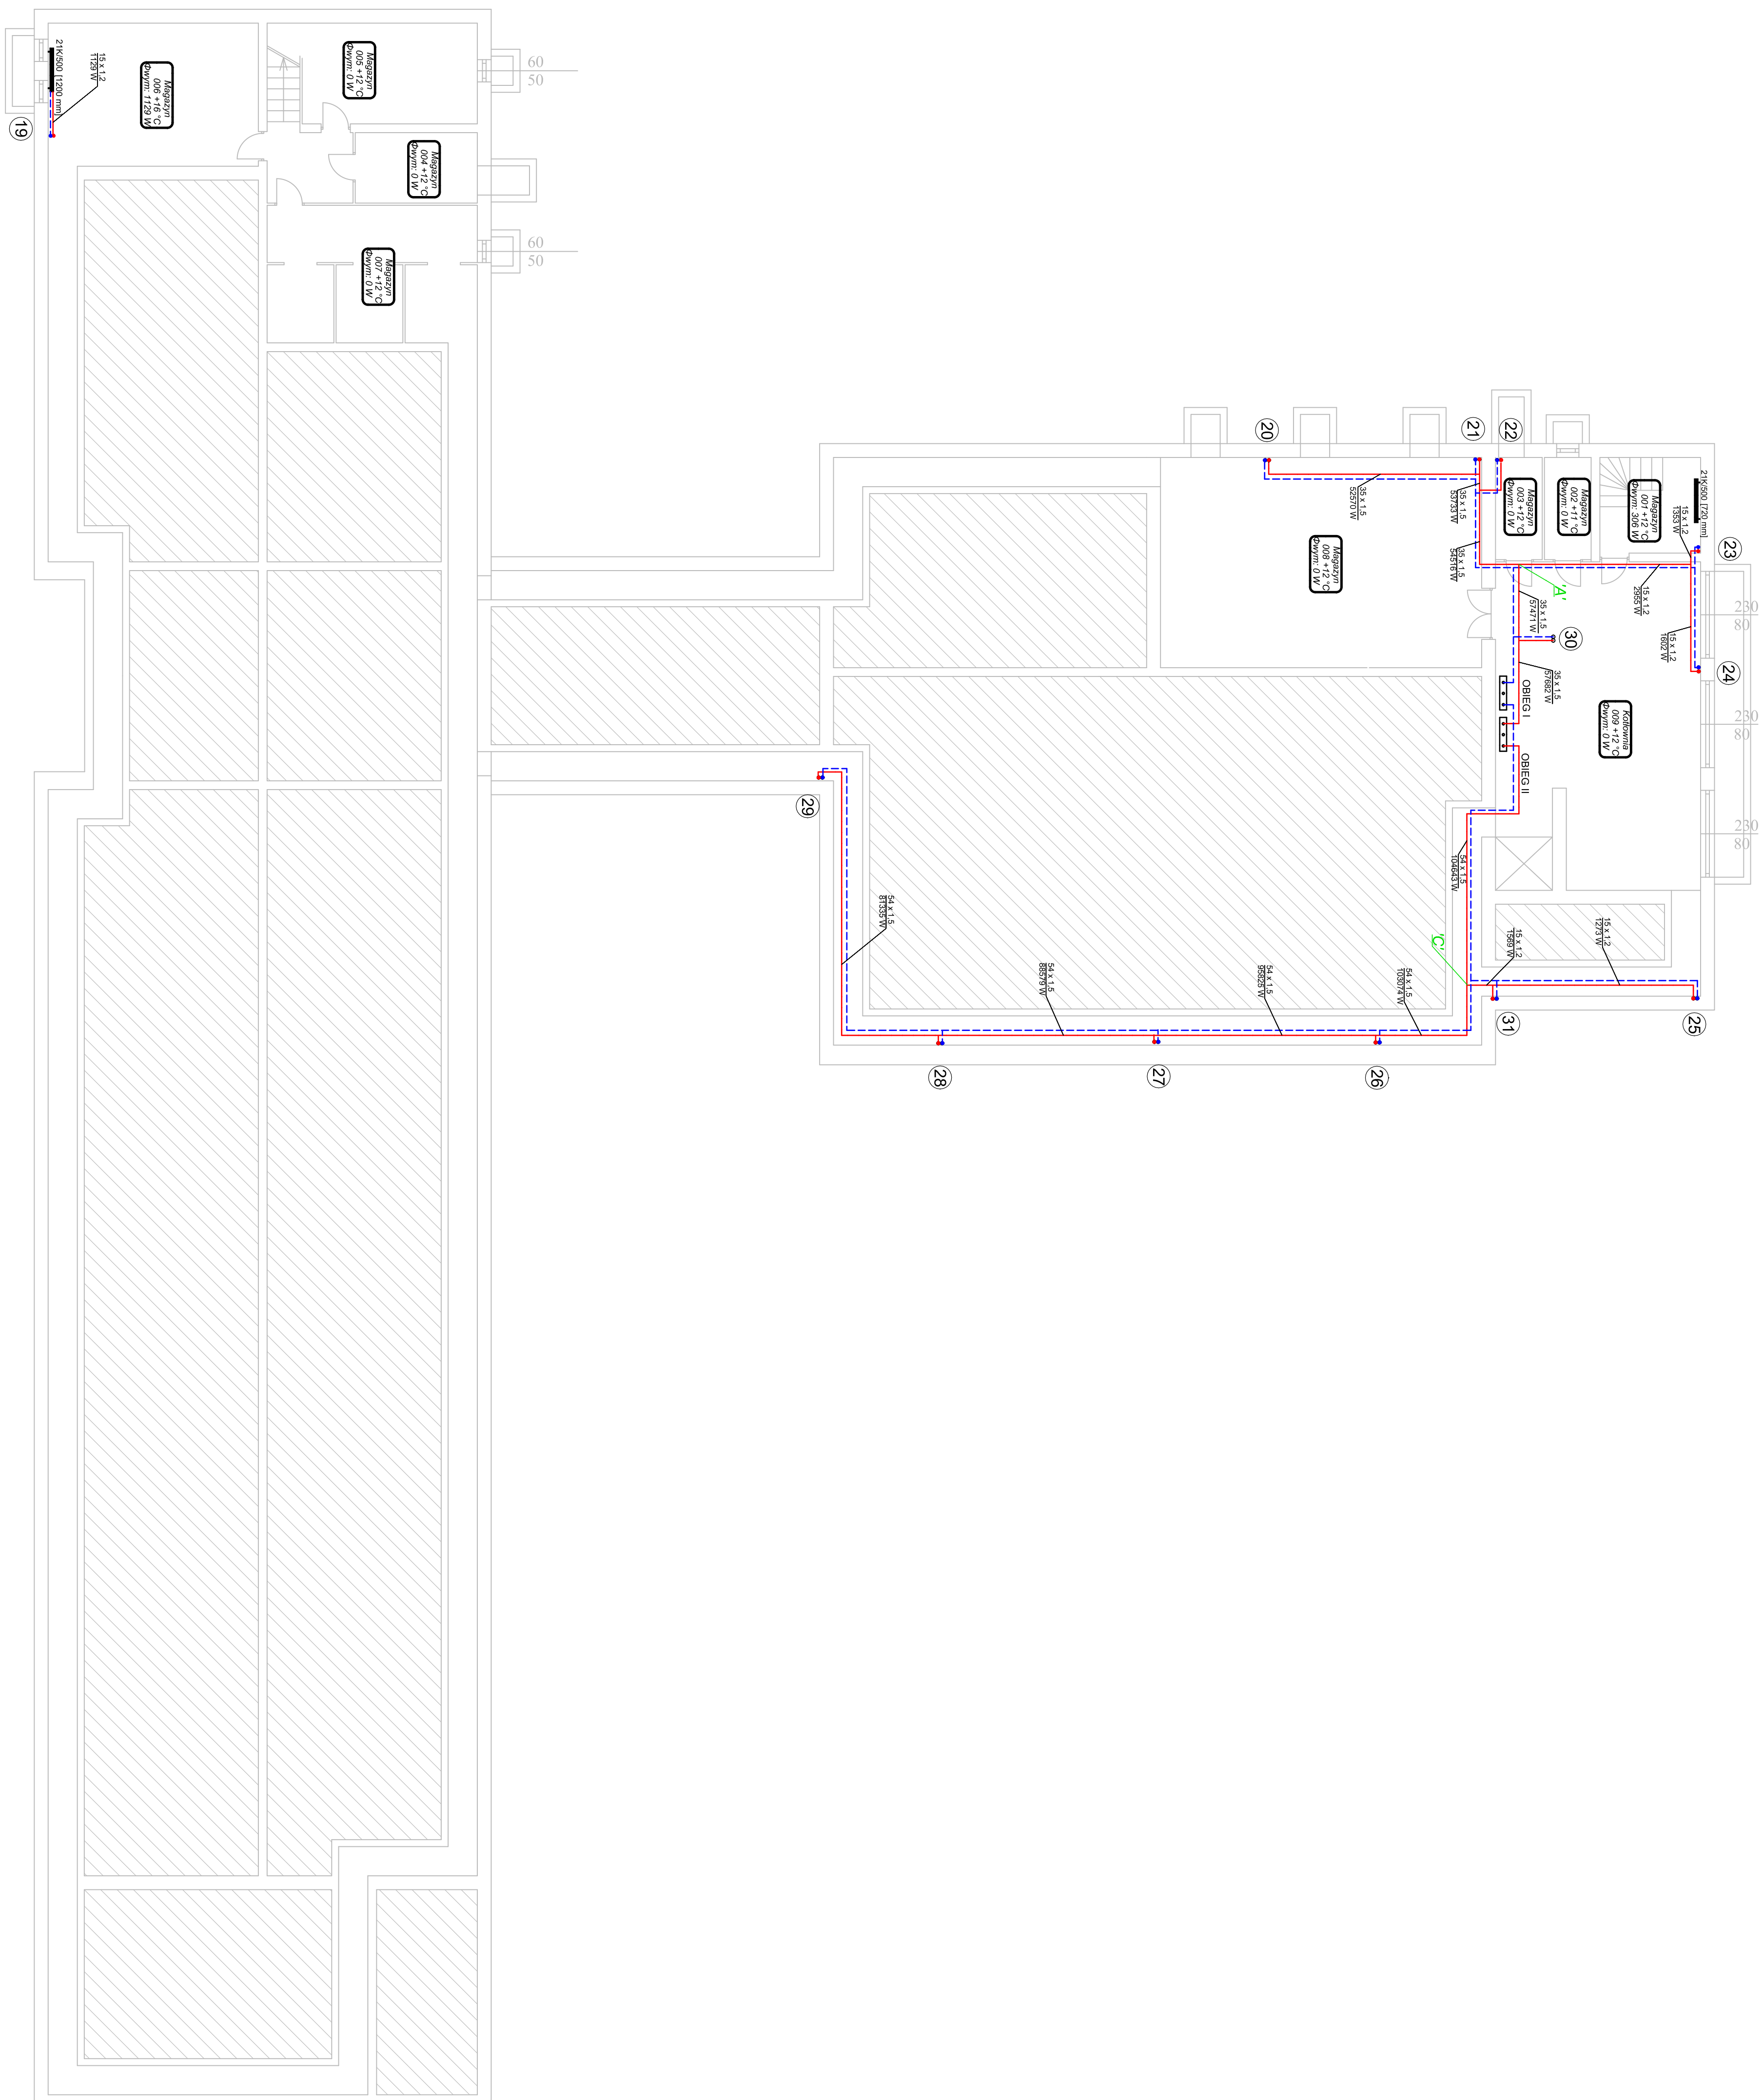 21K/500 [1200 mm]
15 x 1,2
1129 W
Magazyn
006 +16 °C
Φwym: 1129 W
19
Magazyn
005 +12 °C
Φwym: 0 W
60
50
Magazyn
004 +12 °C
Φwym: 0 W
Magazyn
007 +12 °C
Φwym: 0 W
60
50
20
21
22
35 x 1,5
52570 W
35 x 1,5
53733 W
35 x 1,5
54516 W
Magazyn
008 +12 °C
Φwym: 0 W
Magazyn
003 +12 °C
Φwym: 0 W
Magazyn
002 +11 °C
Φwym: 0 W
Magazyn
001 +12 °C
Φwym: 306 W
21K/500 [720 mm]
15 x 1,2
1353 W
23
'A'
15 x 1,2
2955 W
15 x 1,2
1602 W
230
80
24
35 x 1,5
57471 W
30
35 x 1,5
57682 W
OBIEG I
OBIEG II
Kotłownia
009 +12 °C
Φwym: 0 W
230
80
230
80
29
54 x 1,5
104643 W
54 x 1,5
81335 W
'C'
15 x 1,2
1569 W
15 x 1,2
1273 W
54 x 1,5
88579 W
54 x 1,5
95825 W
54 x 1,5
103074 W
31
25
28
27
26